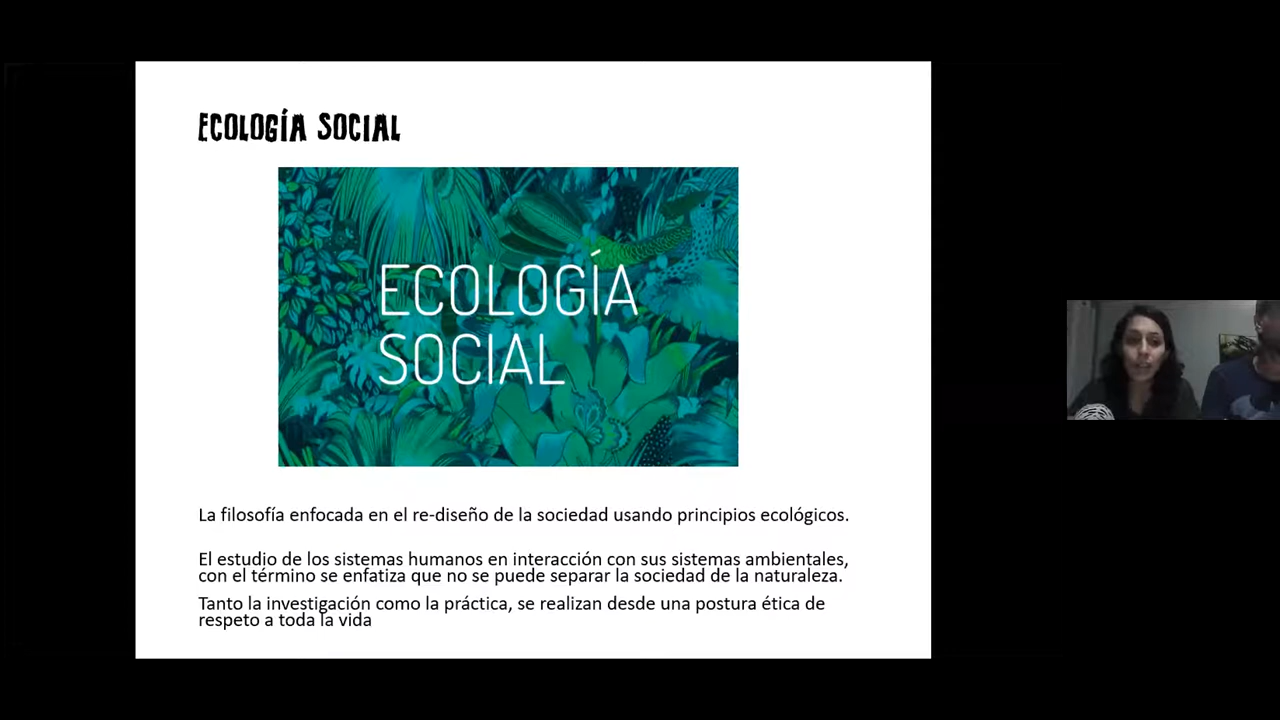 ECOLOGÍA SOCIAL
ECOLOGÍA
SOCIAL
La filosofía enfocada en el re-diseño de la sociedad usando principios ecológicos.
El estudio de los sistemas humanos en interacción con sus sistemas ambientales,
con el término se enfatiza que no se puede separar la sociedad de la naturaleza.
Tanto la investigación como la práctica, se realizan desde una postura ética de
respeto a toda la vida